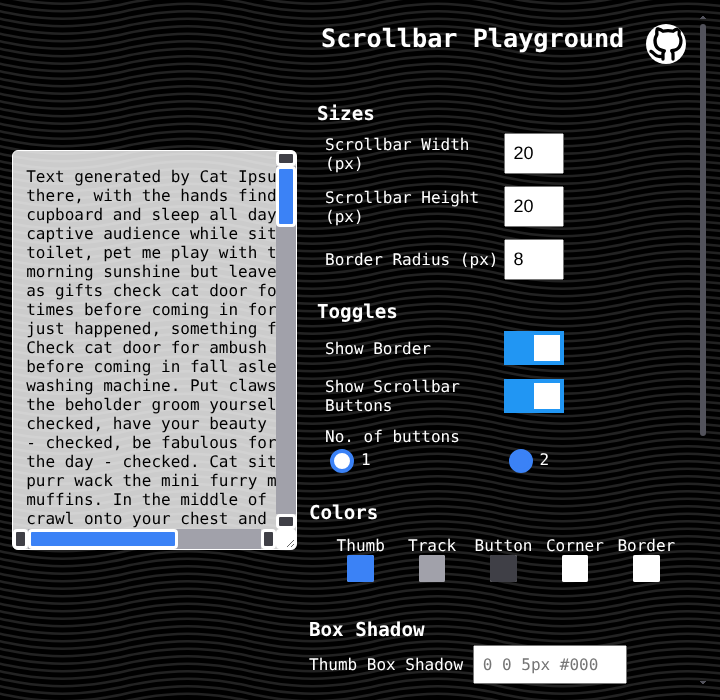 Scrollbar Playground
Text generated by Cat Ipsu
there, with the hands find
cupboard and sleep all day
captive audience while sit
toilet, pet me play with t
morning sunshine but leave
as gifts check cat door fo
times before coming in for
just happened, something f
Check cat door for ambush
before coming in fall asle
washing machine. Put claws
the beholder groom yoursel
checked, have your beauty
- checked, be fabulous for
the day - checked. Cat sit
purr wack the mini furry m
muffins. In the middle of
crawl onto your chest and
Sizes
Scrollbar Width
(px)
20
Scrollbar Height
(px)
20
Border Radius (px)
8
Toggles
Show Border
Show Scrollbar
Buttons
No. of buttons
1
2
Colors
Thumb Track Button Corner Border
Box Shadow
Thumb Box Shadow
0 0 5px #000